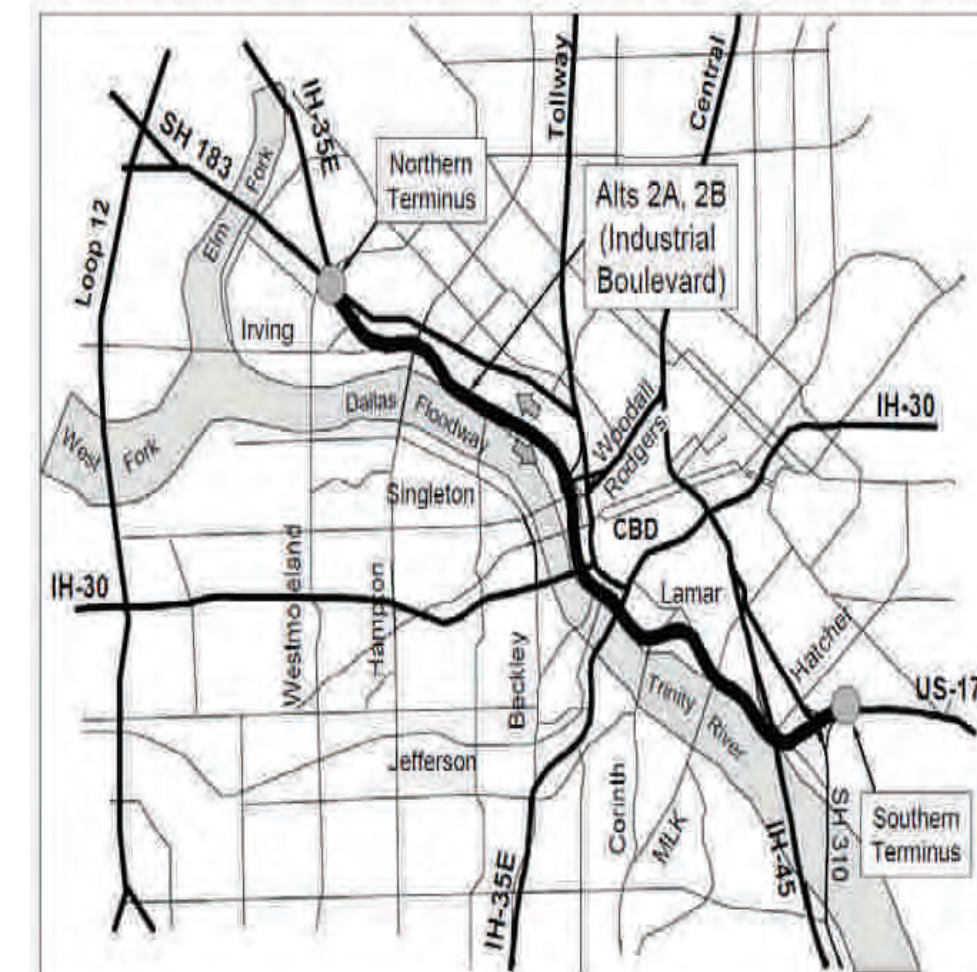 Tollway
Central
IH-35E
SH 183
Northern
Terminus
Alts 2A, 2B
(Industrial
Boulevard)
Elm
Fork
Loop 12
Irving
Dallas
Floodway
West
Fork
Woodall
Rodgers
IH-30
Singleton
CBD
IH-30
Westmoreland
Hampton
Lamar
Beckley
Hatcher
Trinity
River
US-17
Jefferson
Corinth
MLK
SH 310
Southern
Terminus
IH-45
IH-35E